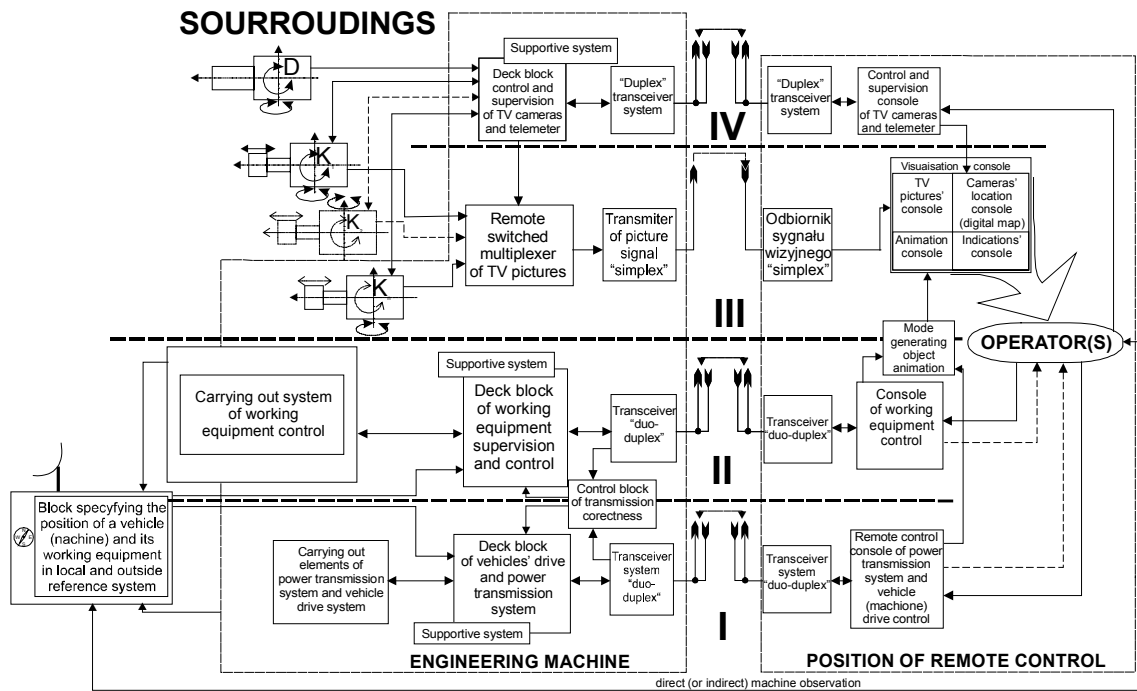 SOURROUDINGS
D
K
K
K
Supportive system
Deck block
control and
supervision
of TV cameras
and telemeter
"Duplex"
transceiver
system
IV
"Duplex"
transceiver
system
Control and
supervision
console
of TV cameras
and telemeter
Remote
switched
multiplexer
of TV pictures
Transmiter
of picture
signal
"simplex"
III
Odbiornik
sygnału
wizyjnego
"simplex"
Visuaisation console
TV
pictures'
console
Cameras'
location
console
(digital map)
Animation
console
Indications'
console
OPERATOR(S)
Mode
generating
object
animation
Carrying out system
of working
equipment control
Supportive system
Deck block
of working
equipment
supervision
and control
Transceiver
"duo-
duplex"
II
Transceiver
"duo-duplex"
Console
of working
equipment
control
Control block
of transmission
corectness
Block specyfying the
position of a vehicle
(nachine) and its
working equipment
in local and outside
reference system
Carrying out
elements of
power transmission
system and vehicle
drive system
Deck block
of vehicles' drive
and power
transmission
system
Supportive system
Transceiver
system
"duo-
duplex"
I
Transceiver
system
"duo-duplex"
Remote control
console of power
transmission
system and
vehicle
(machione)
drive control
ENGINEERING MACHINE
POSITION OF REMOTE CONTROL
direct (or indirect) machine observation